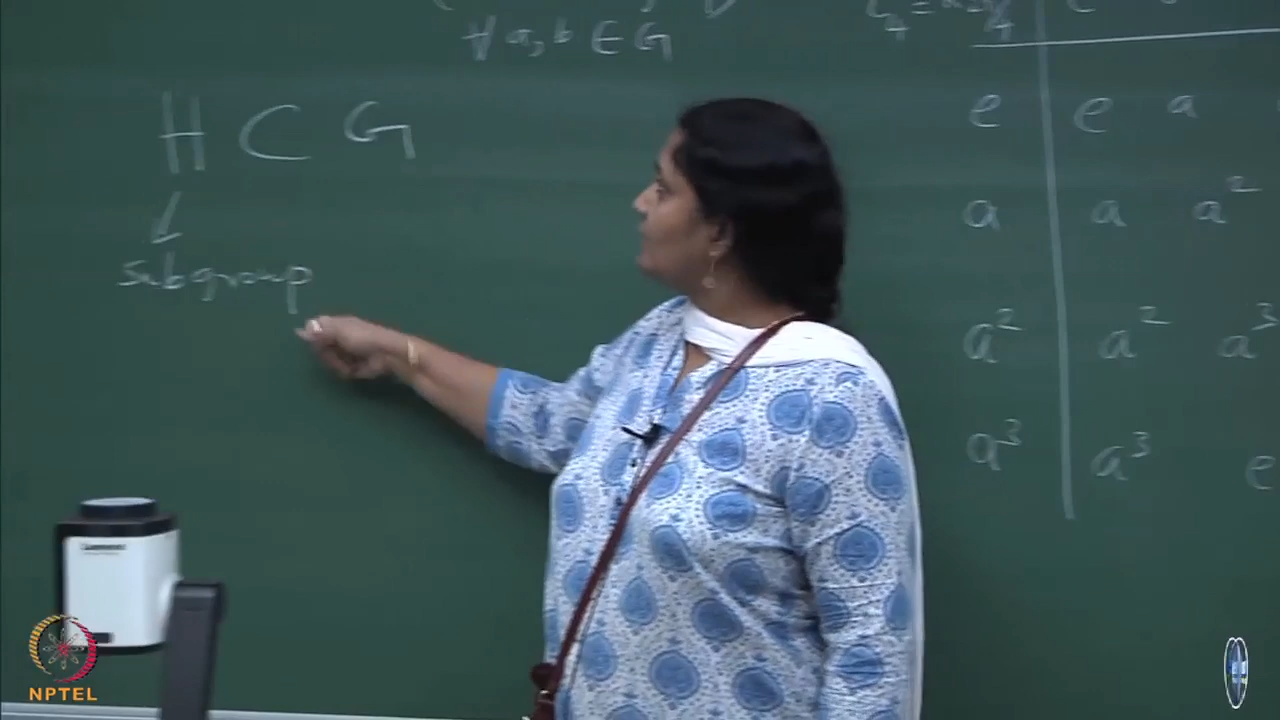 ∀ a, b ∈ G
H ⊂ G
↓
subgroup
e | e a
a | a a²
a² | a² a³
a³ | a³ e
NPTEL